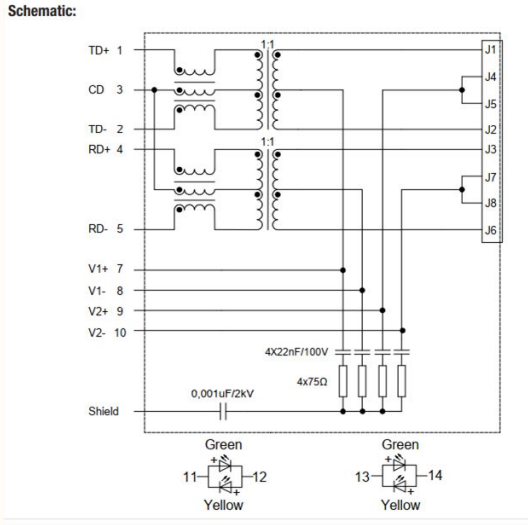 Schematic:
1:1
TD+ 1
J1
J4
CD 3
J5
TD- 2
J2
RD+ 4
1:1
J3
J7
J8
RD- 5
J6
V1+ 7
V1- 8
V2+ 9
V2- 10
4X22nF/100V
4x75Ω
0,001uF/2kV
Shield
Green
Green
+
+
11
12
13
14
+
+
Yellow
Yellow